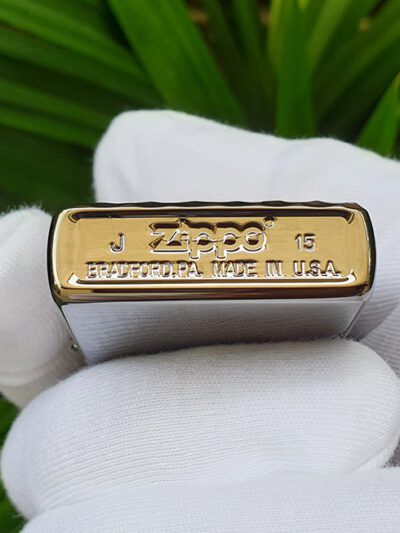 J Zippo 15
BRADFORD,PA. MADE IN U.S.A.